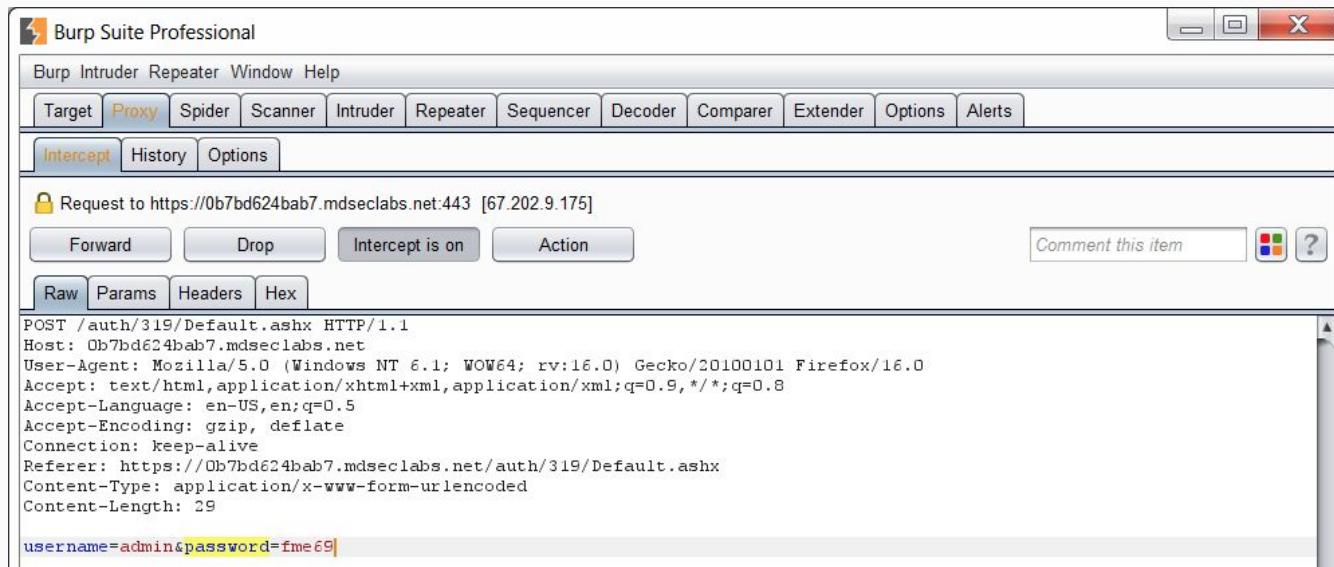 Burp Suite Professional
Burp Intruder Repeater Window Help
Target Proxy Spider Scanner Intruder Repeater Sequencer Decoder Comparer Extender Options Alerts
Intercept History Options
Request to https://0b7bd624bab7.mdseclabs.net:443 [67.202.9.175]
Forward Drop Intercept is on Action Comment this item ?
Raw Params Headers Hex
POST /auth/319/Default.ashx HTTP/1.1
Host: 0b7bd624bab7.mdseclabs.net
User-Agent: Mozilla/5.0 (Windows NT 6.1; WOW64; rv:16.0) Gecko/20100101 Firefox/16.0
Accept: text/html,application/xhtml+xml,application/xml;q=0.9,*/*;q=0.8
Accept-Language: en-US,en;q=0.5
Accept-Encoding: gzip, deflate
Connection: keep-alive
Referer: https://0b7bd624bab7.mdseclabs.net/auth/319/Default.ashx
Content-Type: application/x-www-form-urlencoded
Content-Length: 29
username=admin&password=fme69